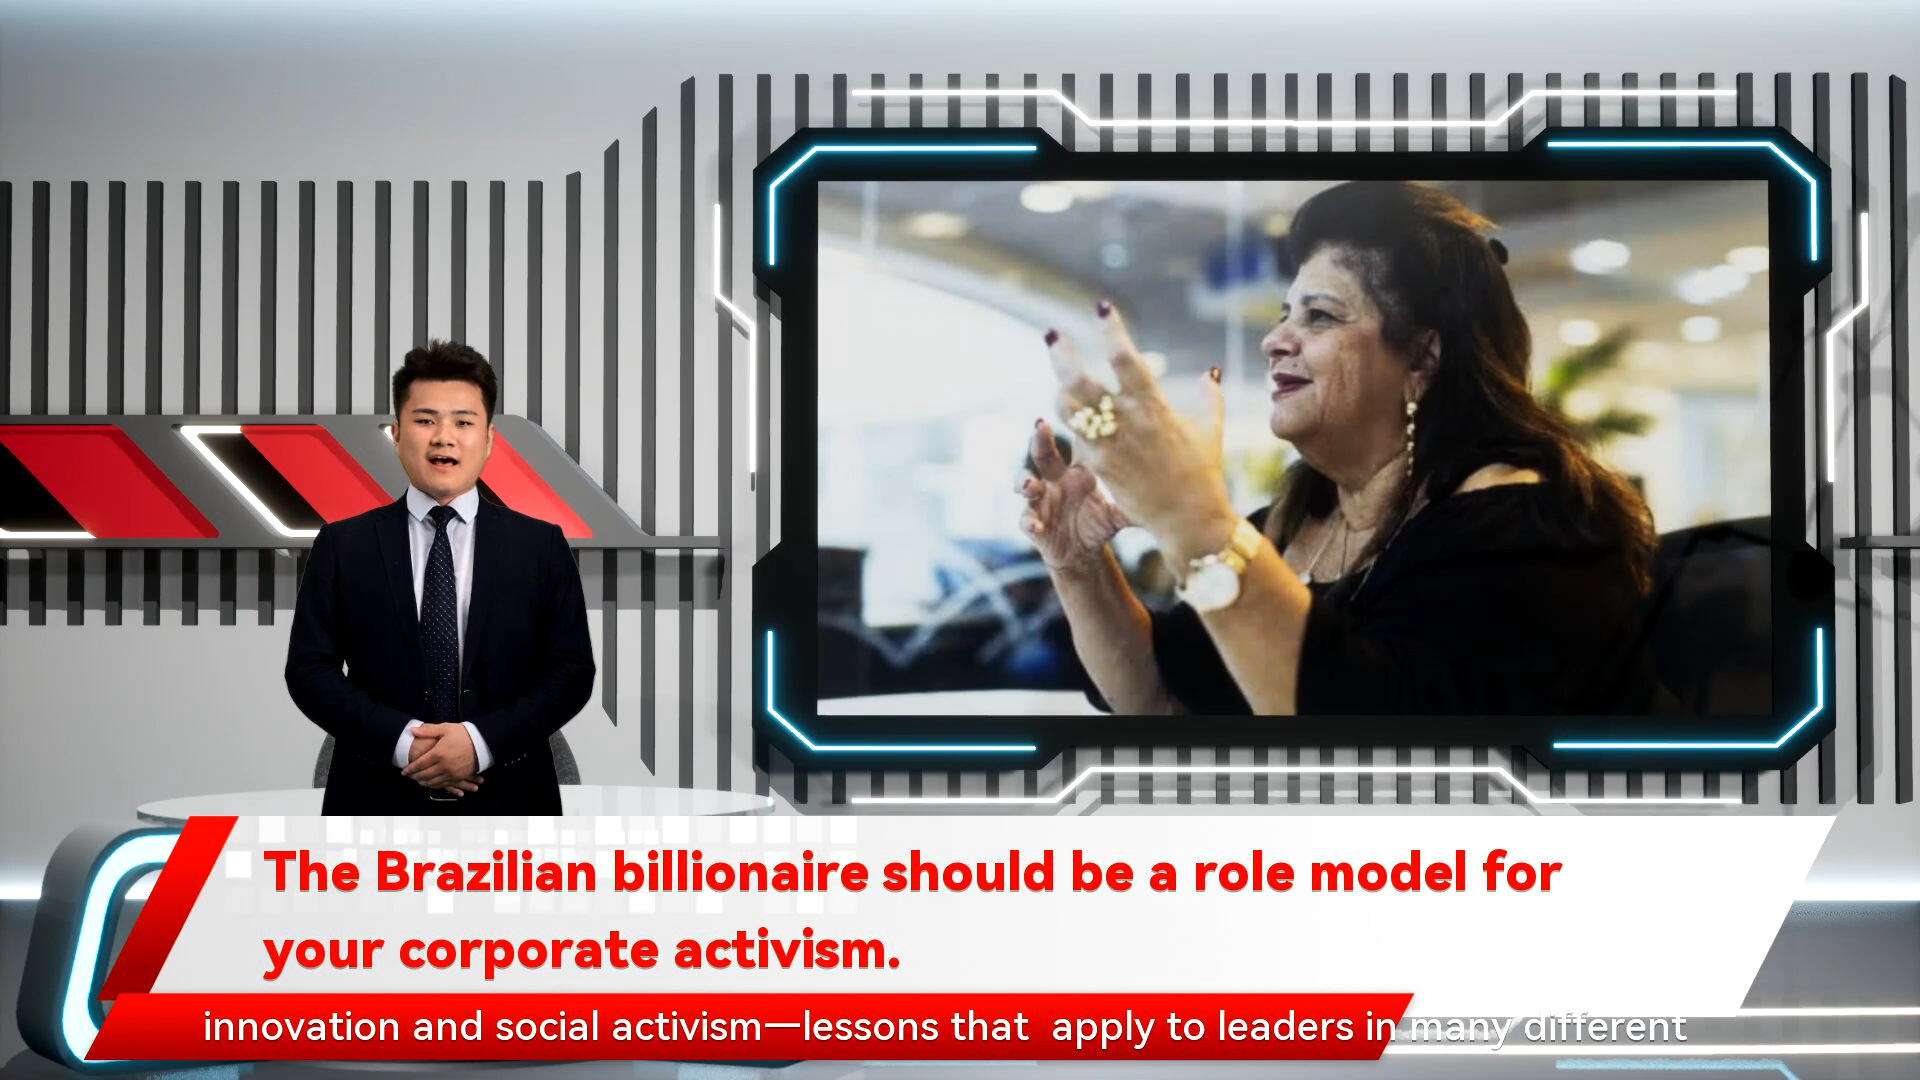 The Brazilian billionaire should be a role model for
your corporate activism.
innovation and social activism—lessons that apply to leaders in many different